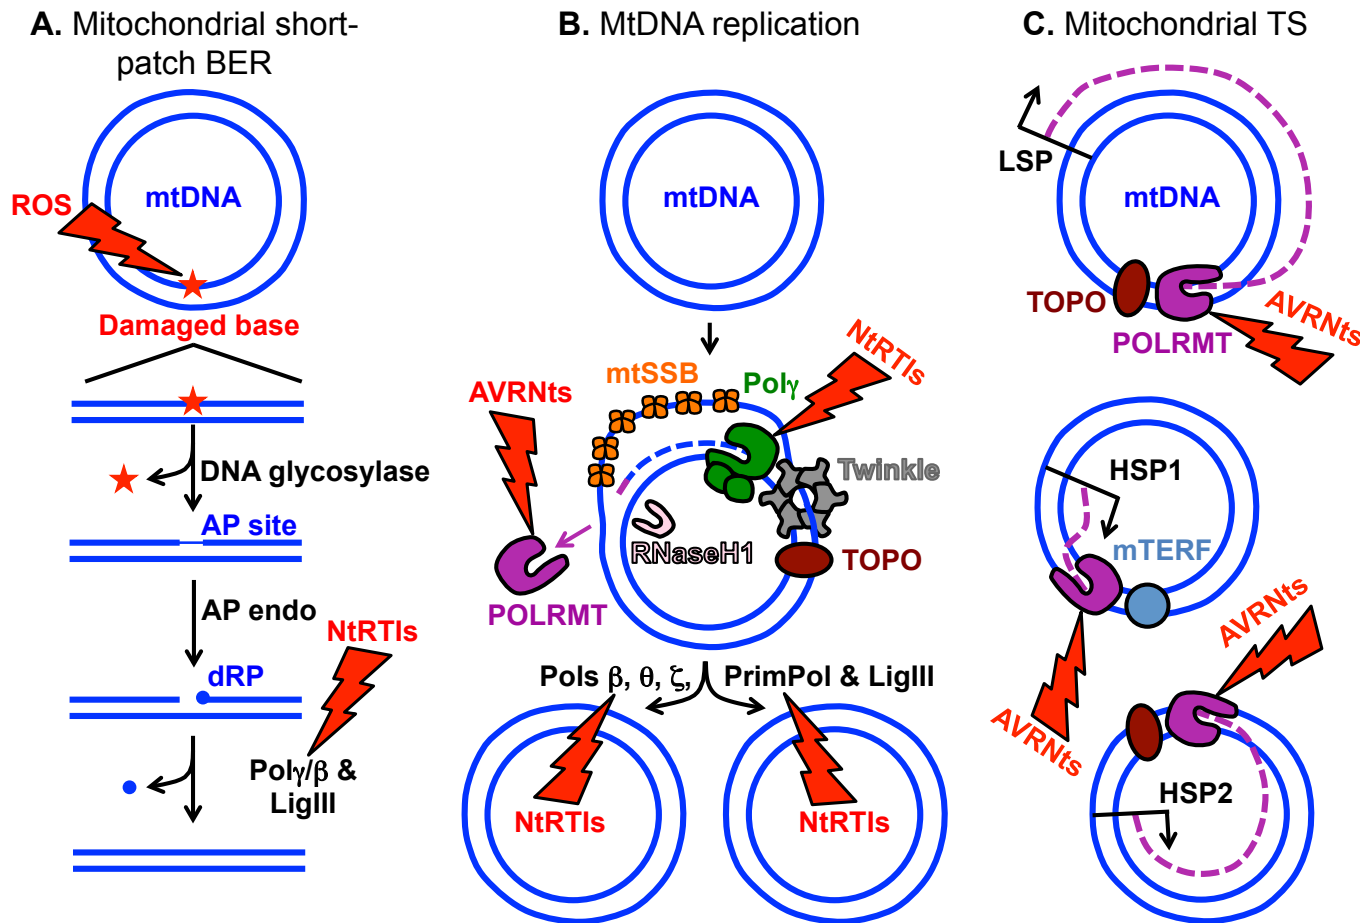 A. Mitochondrial short-
patch BER
mtDNA
ROS
Damaged base
DNA glycosylase
AP site
AP endo
NtRTIs
dRP
Polγ/β &
LigIII
B. MtDNA replication
mtDNA
NtRTIs
mtSSB
Polγ
AVRNts
Twinkle
RNaseH1
TOPO
POLRMT
Pols β, θ, ζ, PrimPol & LigIII
NtRTIs
NtRTIs
C. Mitochondrial TS
LSP
mtDNA
TOPO
AVRNts
POLRMT
HSP1
mTERF
AVRNts
AVRNts
HSP2